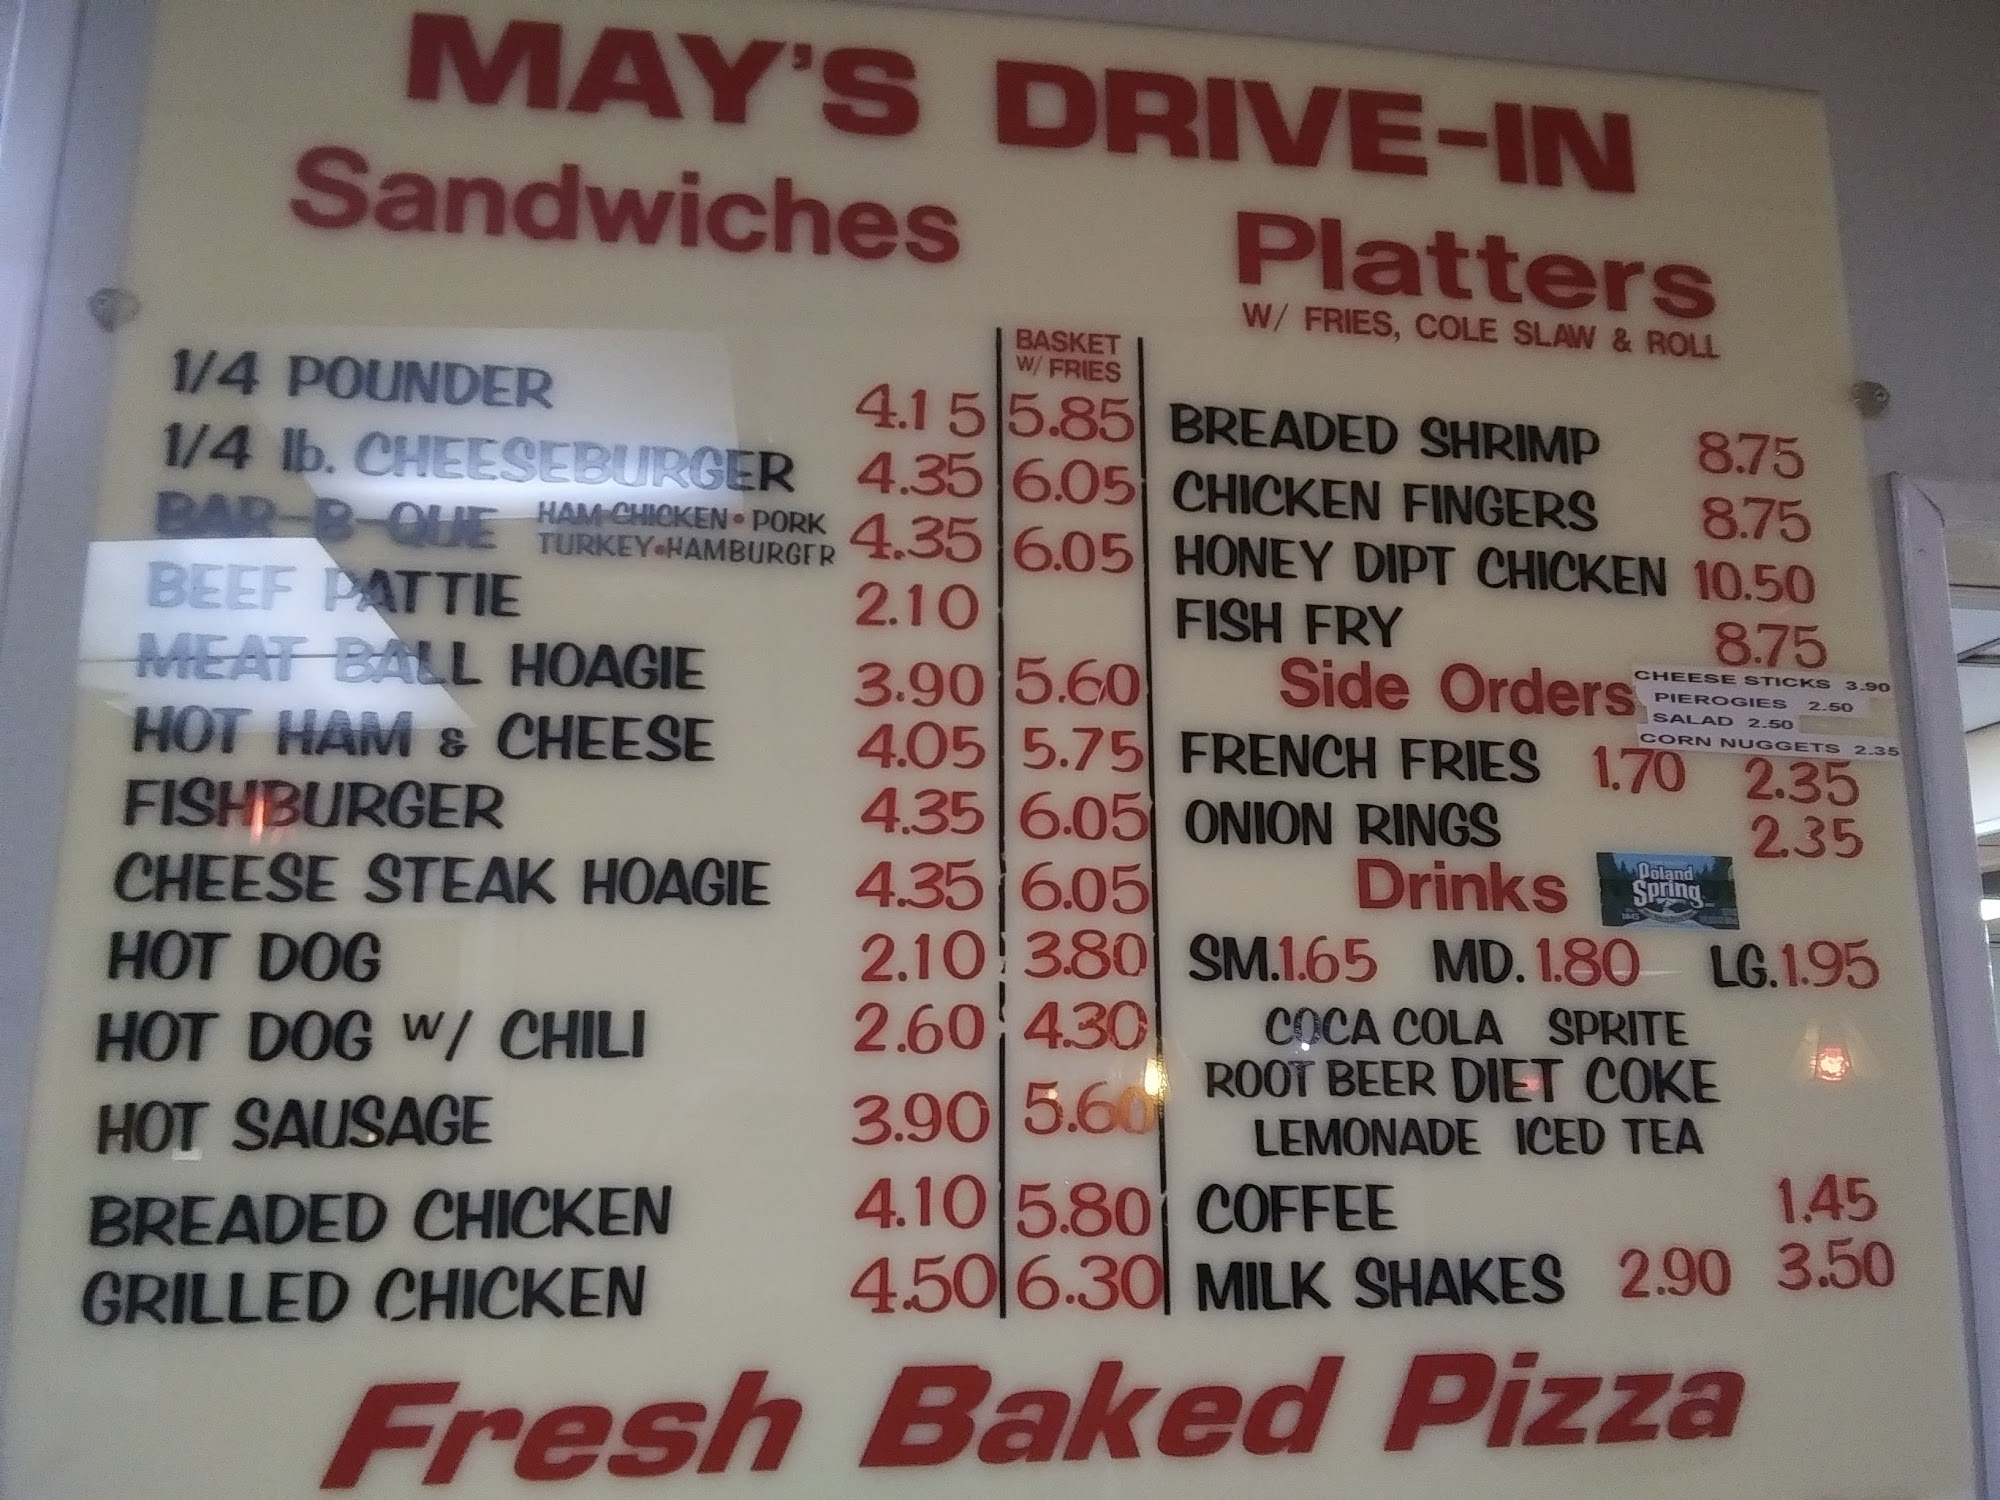 MAY'S DRIVE-IN
Sandwiches
BASKET
W/ FRIES
1/4 POUNDER 4.15 5.85
1/4 lb. CHEESEBURGER 4.35 6.05
BAR-B-QUE HAM•CHICKEN•PORK 4.35 6.05
TURKEY•HAMBURGER
BEEF PATTIE 2.10
MEAT BALL HOAGIE 3.90 5.60
HOT HAM & CHEESE 4.05 5.75
FISHBURGER 4.35 6.05
CHEESE STEAK HOAGIE 4.35 6.05
HOT DOG 2.10 3.80
HOT DOG W/ CHILI 2.60 4.30
HOT SAUSAGE 3.90 5.60
BREADED CHICKEN 4.10 5.80
GRILLED CHICKEN 4.50 6.30
Platters
W/ FRIES, COLE SLAW & ROLL
BREADED SHRIMP 8.75
CHICKEN FINGERS 8.75
HONEY DIPT CHICKEN 10.50
FISH FRY 8.75
Side Orders
CHEESE STICKS 3.90
PIEROGIES 2.50
SALAD 2.50
CORN NUGGETS 2.35
FRENCH FRIES 1.70 2.35
ONION RINGS 2.35
Drinks
Poland
Spring
SM. 1.65 MD. 1.80 LG. 1.95
COCA COLA SPRITE
ROOT BEER DIET COKE
LEMONADE ICED TEA
COFFEE 1.45
MILK SHAKES 2.90 3.50
Fresh Baked Pizza